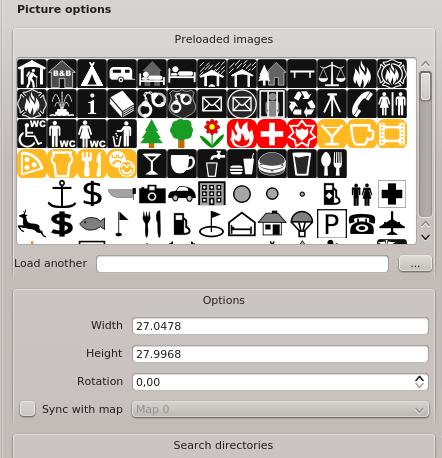 Picture options
Preloaded images
B&B
i
WC
WC
WC
$
$
P
Load another
...
Options
Width 27.0478
Height 27.9968
Rotation 0,00
Sync with map Map 0
Search directories